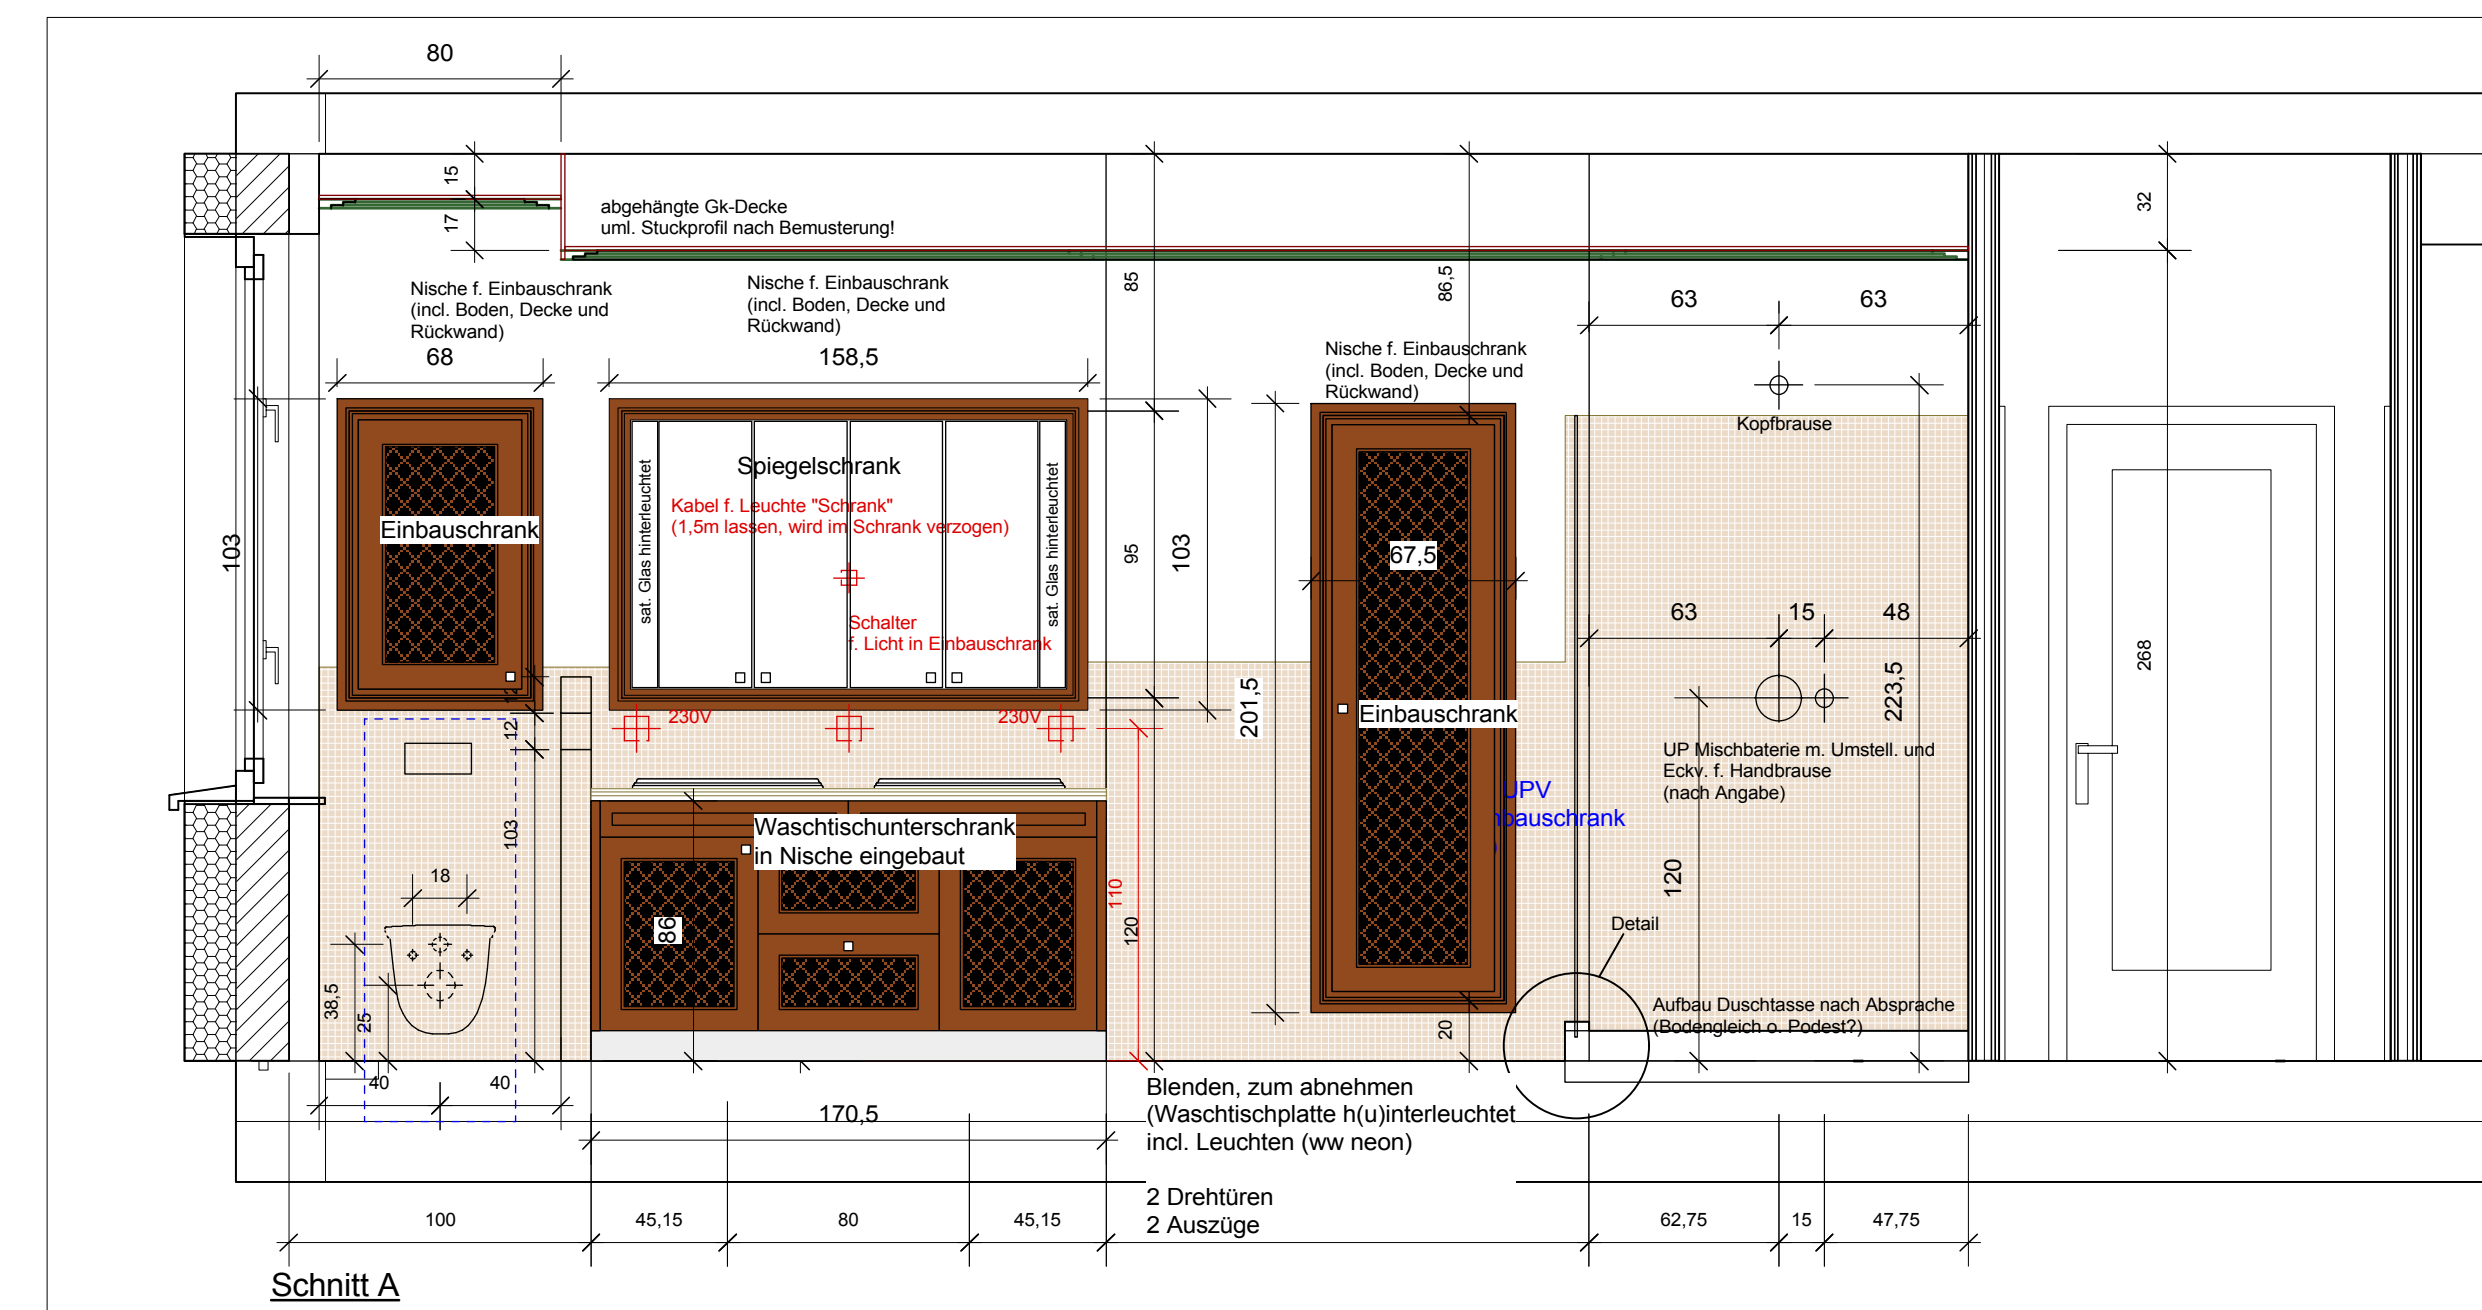 80
15
17
abgehängte Gk-Decke
uml. Stuckprofil nach Bemusterung!
32
Nische f. Einbauschrank
(incl. Boden, Decke und
Rückwand)
68
Nische f. Einbauschrank
(incl. Boden, Decke und
Rückwand)
158,5
85
86,5
63
63
Nische f. Einbauschrank
(incl. Boden, Decke und
Rückwand)
Kopfbrause
103
Einbauschrank
sat. Glas hinterleuchtet
Spiegelschrank
Kabel f. Leuchte "Schrank"
(1,5m lassen, wird im Schrank verzogen)
Schalter
f. Licht in Einbauschrank
sat. Glas hinterleuchtet
95
103
67,5
63
15
48
268
201,5
223,5
Einbauschrank
12
230V
230V
UP Mischbaterie m. Umstell. und
Eckv. f. Handbrause
(nach Angabe)
UPV
bauschrank
103
Waschtischunterschrank
in Nische eingebaut
18
86
110
120
120
Detail
38,5
25
20
Aufbau Duschtasse nach Absprache
(Bodengleich o. Podest?)
40
40
170,5
Blenden, zum abnehmen
(Waschtischplatte h(u)interleuchtet
incl. Leuchten (ww neon)
2 Drehtüren
2 Auszüge
100
45,15
80
45,15
62,75
15
47,75
Schnitt A